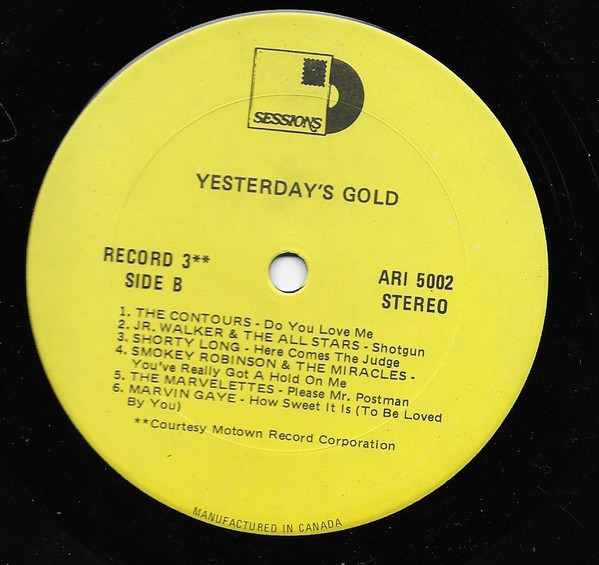 SESSIONS
YESTERDAY'S GOLD
RECORD 3**
SIDE B
ARI 5002
STEREO
1. THE CONTOURS - Do You Love Me
2. JR. WALKER & THE ALL STARS - Shotgun
3. SHORTY LONG - Here Comes The Judge
4. SMOKEY ROBINSON & THE MIRACLES -
You've Really Got A Hold On Me
5. THE MARVELETTES - Please Mr. Postman
6. MARVIN GAYE - How Sweet It Is (To Be Loved
By You)
**Courtesy Motown Record Corporation
MANUFACTURED IN CANADA